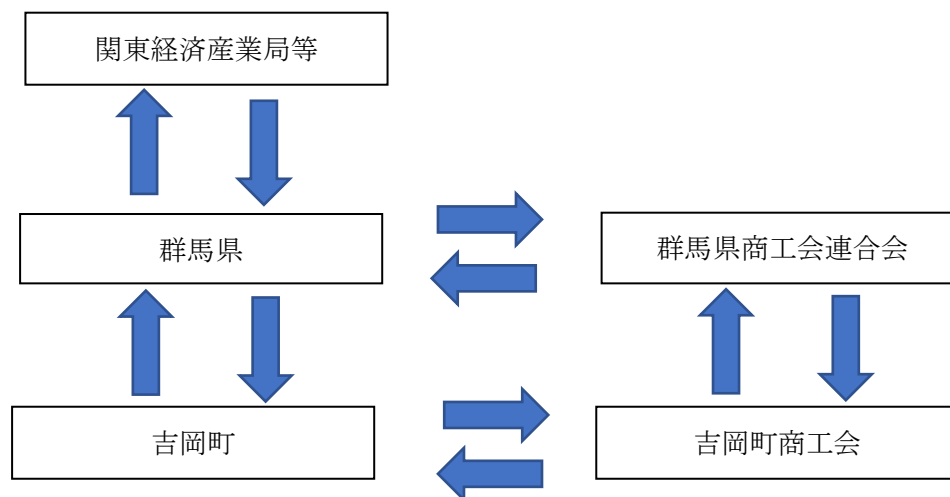 関東経済産業局等
群馬県
群馬県商工会連合会
吉岡町
吉岡町商工会